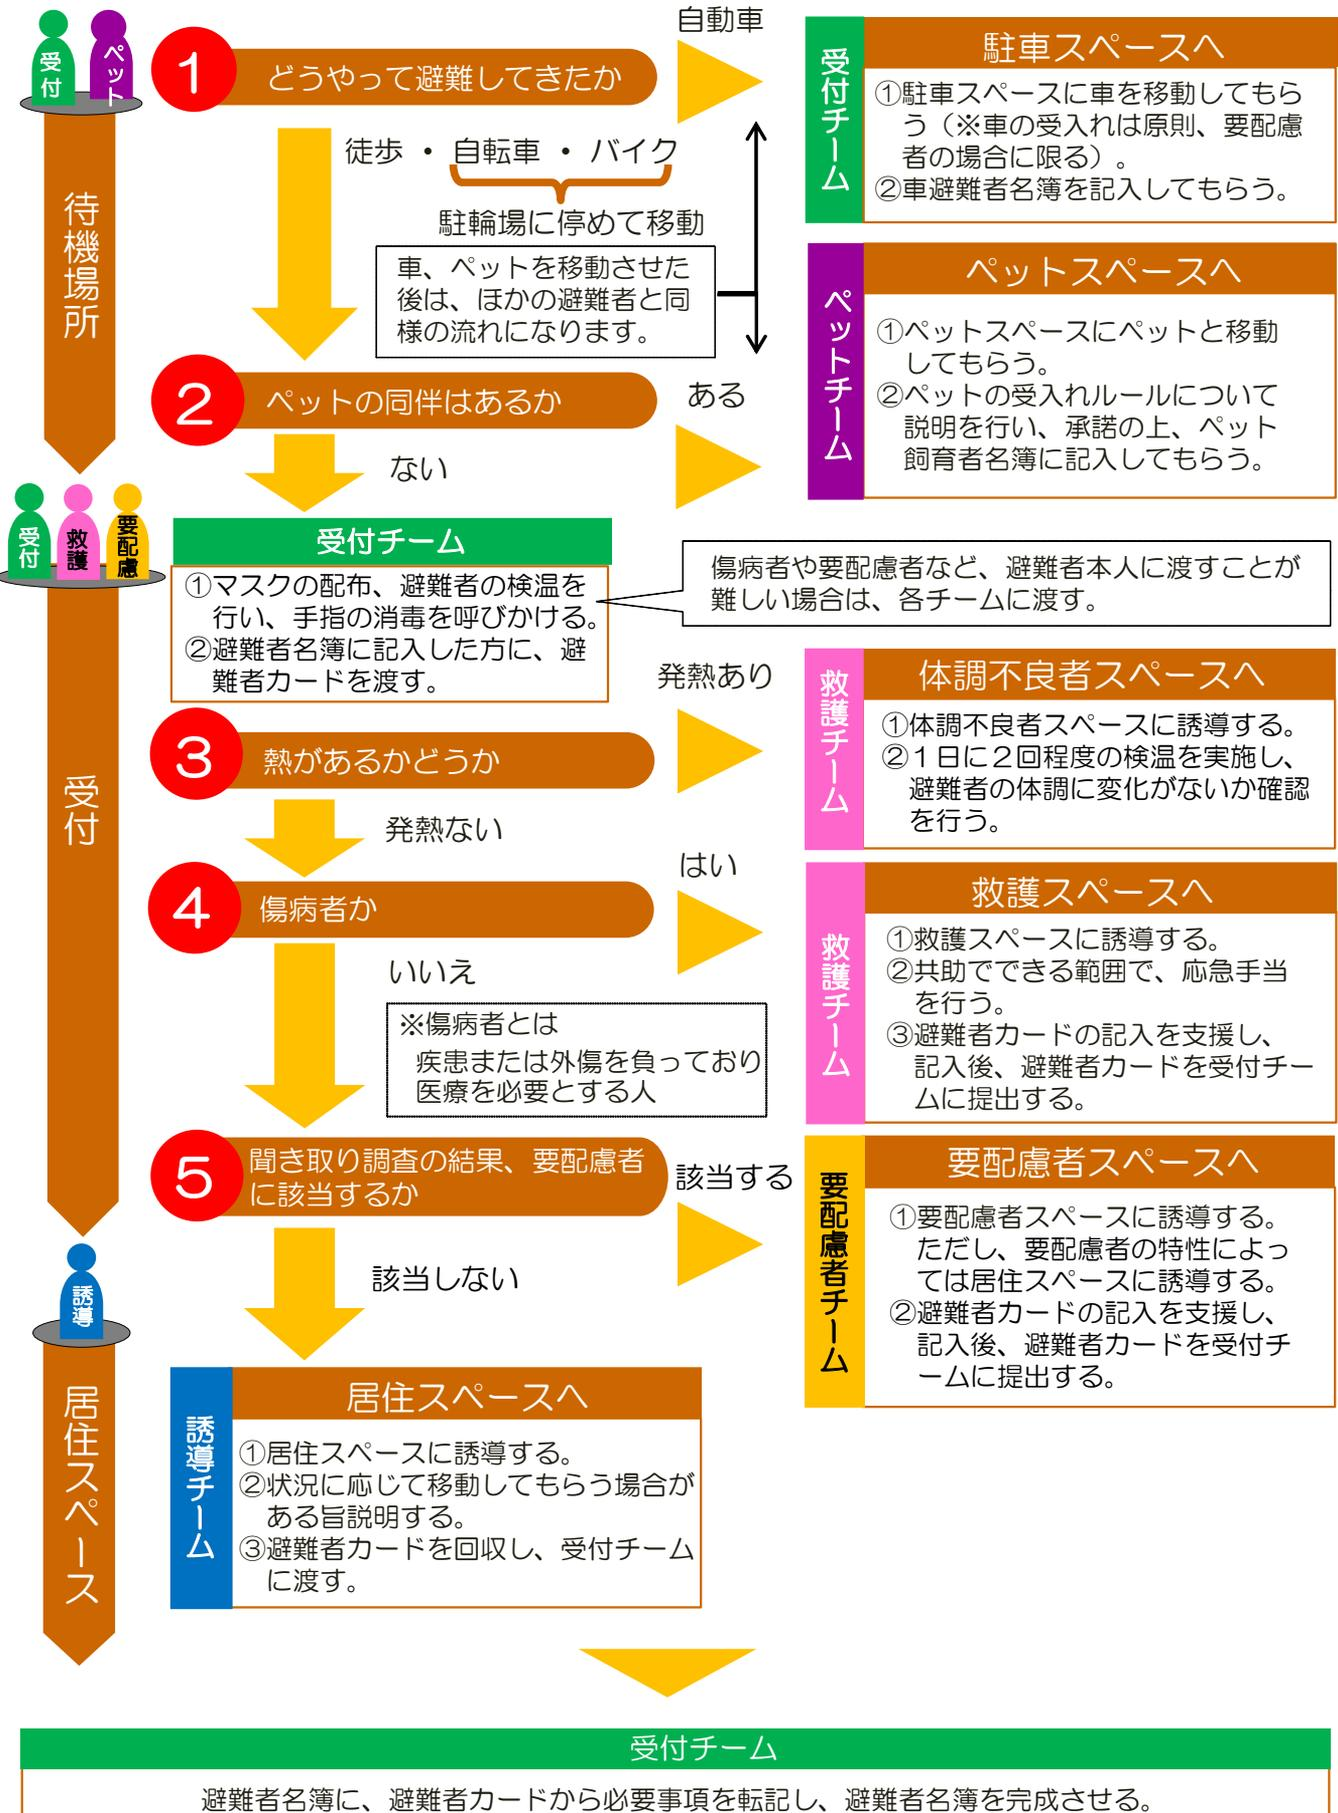 受付
ペット
待機場所
1
どうやって避難してきたか
自動車
受付チーム
駐車スペースへ
①駐車スペースに車を移動してもら
う（※車の受入れは原則、要配慮
者の場合に限る）。
②車避難者名簿を記入してもらう。
徒歩 ・ 自転車 ・ バイク
駐輪場に停めて移動
車、ペットを移動させた
後は、ほかの避難者と同
様の流れになります。
2
ペットの同伴はあるか
ある
ペットチーム
ペットスペースへ
①ペットスペースにペットと移動
してもらう。
②ペットの受入れルールについて
説明を行い、承諾の上、ペット
飼育者名簿に記入してもらう。
ない
受付
救護
要配慮
受付
受付チーム
①マスクの配布、避難者の検温を
行い、手指の消毒を呼びかける。
②避難者名簿に記入した方に、避
難者カードを渡す。
傷病者や要配慮者など、避難者本人に渡すことが
難しい場合は、各チームに渡す。
3
熱があるかどうか
発熱あり
救護チーム
体調不良者スペースへ
①体調不良者スペースに誘導する。
②１日に２回程度の検温を実施し、
避難者の体調に変化がないか確認
を行う。
発熱ない
4
傷病者か
はい
救護チーム
救護スペースへ
①救護スペースに誘導する。
②共助でできる範囲で、応急手当
を行う。
③避難者カードの記入を支援し、
記入後、避難者カードを受付チー
ムに提出する。
いいえ
※傷病者とは
疾患または外傷を負っており
医療を必要とする人
5
聞き取り調査の結果、要配慮者
に該当するか
該当する
要配慮者チーム
要配慮者スペースへ
①要配慮者スペースに誘導する。
ただし、要配慮者の特性によっ
ては居住スペースに誘導する。
②避難者カードの記入を支援し、
記入後、避難者カードを受付チ
ームに提出する。
該当しない
誘導
居住スペース
誘導チーム
居住スペースへ
①居住スペースに誘導する。
②状況に応じて移動してもらう場合が
ある旨説明する。
③避難者カードを回収し、受付チーム
に渡す。
受付チーム
避難者名簿に、避難者カードから必要事項を転記し、避難者名簿を完成させる。